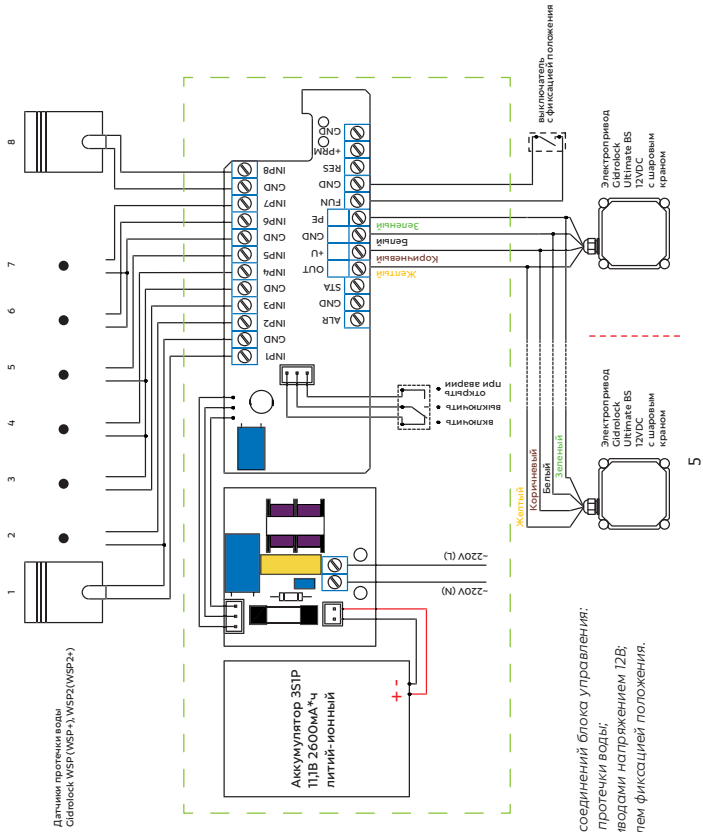 Датчики протечки воды
Gidrolock WSP (WSP+), WSP2(WSP2+)
1
2
3
4
5
6
7
8
INP1
GND
INP2
INP3
GND
INP4
INP5
GND
INP6
INP7
GND
INP8
ALR
GND
STA
OUT
+U
GND
PE
FUN
GND
RES
+PRM
GND
Желтый
Коричневый
Белый
Зеленый
включить
выключить
открыть
при аварии
выключатель
с фиксацией положения
~220V (N)
~220V (L)
Аккумулятор 3S1P
11,1В 2600мА*ч
литий-ионный
+ -
Желтый
Коричневый
Белый
Зеленый
Электропривод
Gidrolock
Ultimate BS
12VDC
с шаровым
краном
Электропривод
Gidrolock
Ultimate BS
12VDC
с шаровым
краном
соединений блока управления:
протечки воды;
иводами напряжением 12В;
лем фиксацией положения.
5